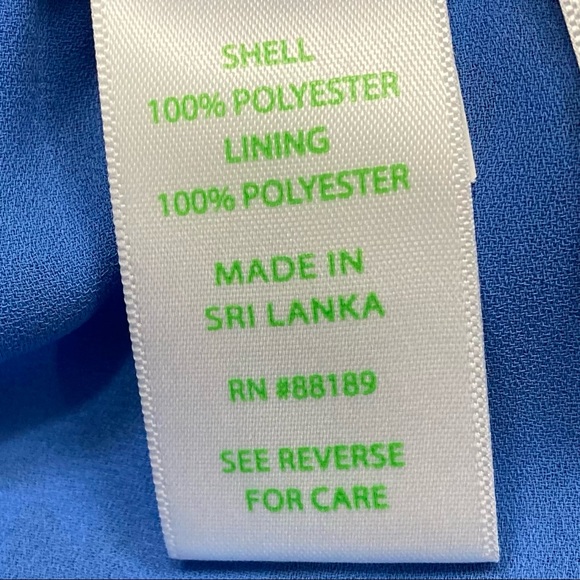 SHELL
100% POLYESTER
LINING
100% POLYESTER
MADE IN
SRI LANKA
RN #88189
SEE REVERSE
FOR CARE